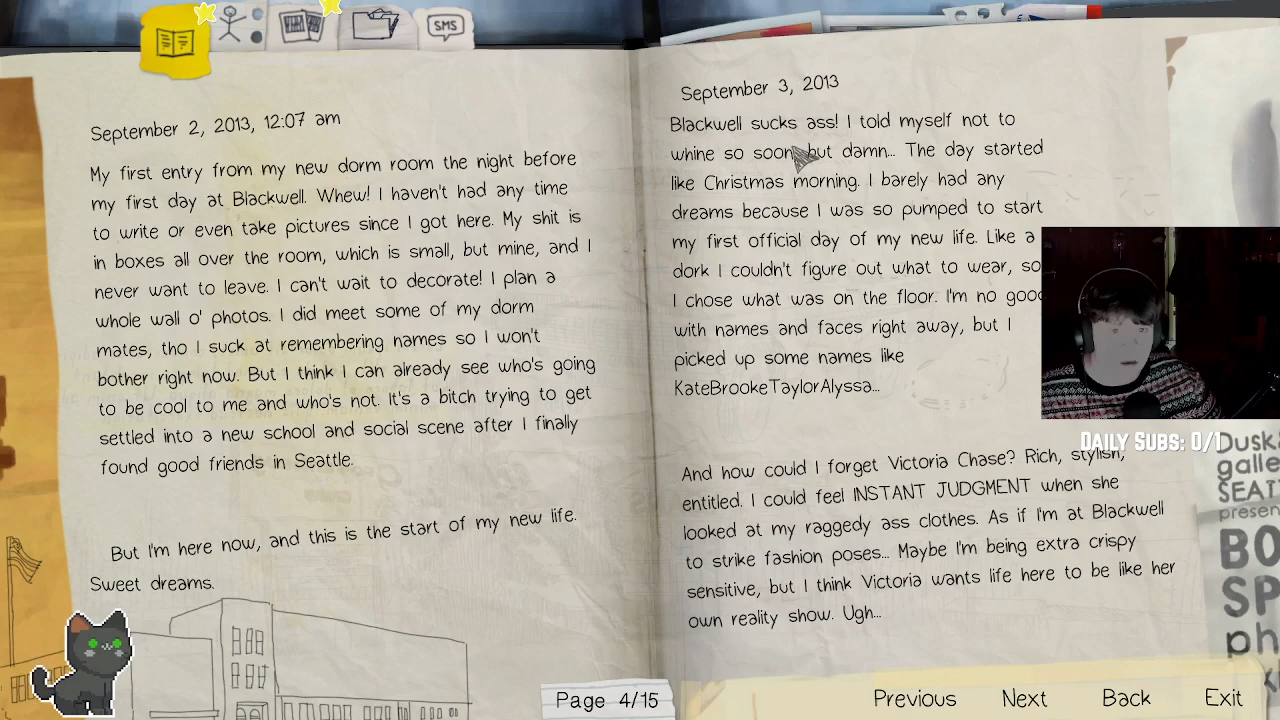 SMS
September 2, 2013, 12:07 am
My first entry from my new dorm room the night before
my first day at Blackwell. Whew! I haven't had any time
to write or even take pictures since I got here. My shit is
in boxes all over the room, which is small, but mine, and I
never want to leave. I can't wait to decorate! I plan a
whole wall o' photos. I did meet some of my dorm
mates, tho I suck at remembering names so I won't
bother right now. But I think I can already see who's going
to be cool to me and who's not. It's a bitch trying to get
settled into a new school and social scene after I finally
found good friends in Seattle.
But I'm here now, and this is the start of my new life.
Sweet dreams.
September 3, 2013
Blackwell sucks ass! I told myself not to
whine so soon but damn... The day started
like Christmas morning. I barely had any
dreams because I was so pumped to start
my first official day of my new life. Like a
dork I couldn't figure out what to wear, so
I chose what was on the floor. I'm no good
with names and faces right away, but I
picked up some names like
KateBrookeTaylorAlyssa...
And how could I forget Victoria Chase? Rich, stylish,
entitled. I could feel INSTANT JUDGMENT when she
looked at my raggedy ass clothes. As if I'm at Blackwell
to strike fashion poses... Maybe I'm being extra crispy
sensitive, but I think Victoria wants life here to be like her
own reality show. Ugh...
DAILY SUBS: 0/1
Dusk
galle
SEAT
presen
BO
SP
ph
Page 4/15
Previous
Next
Back
Exit